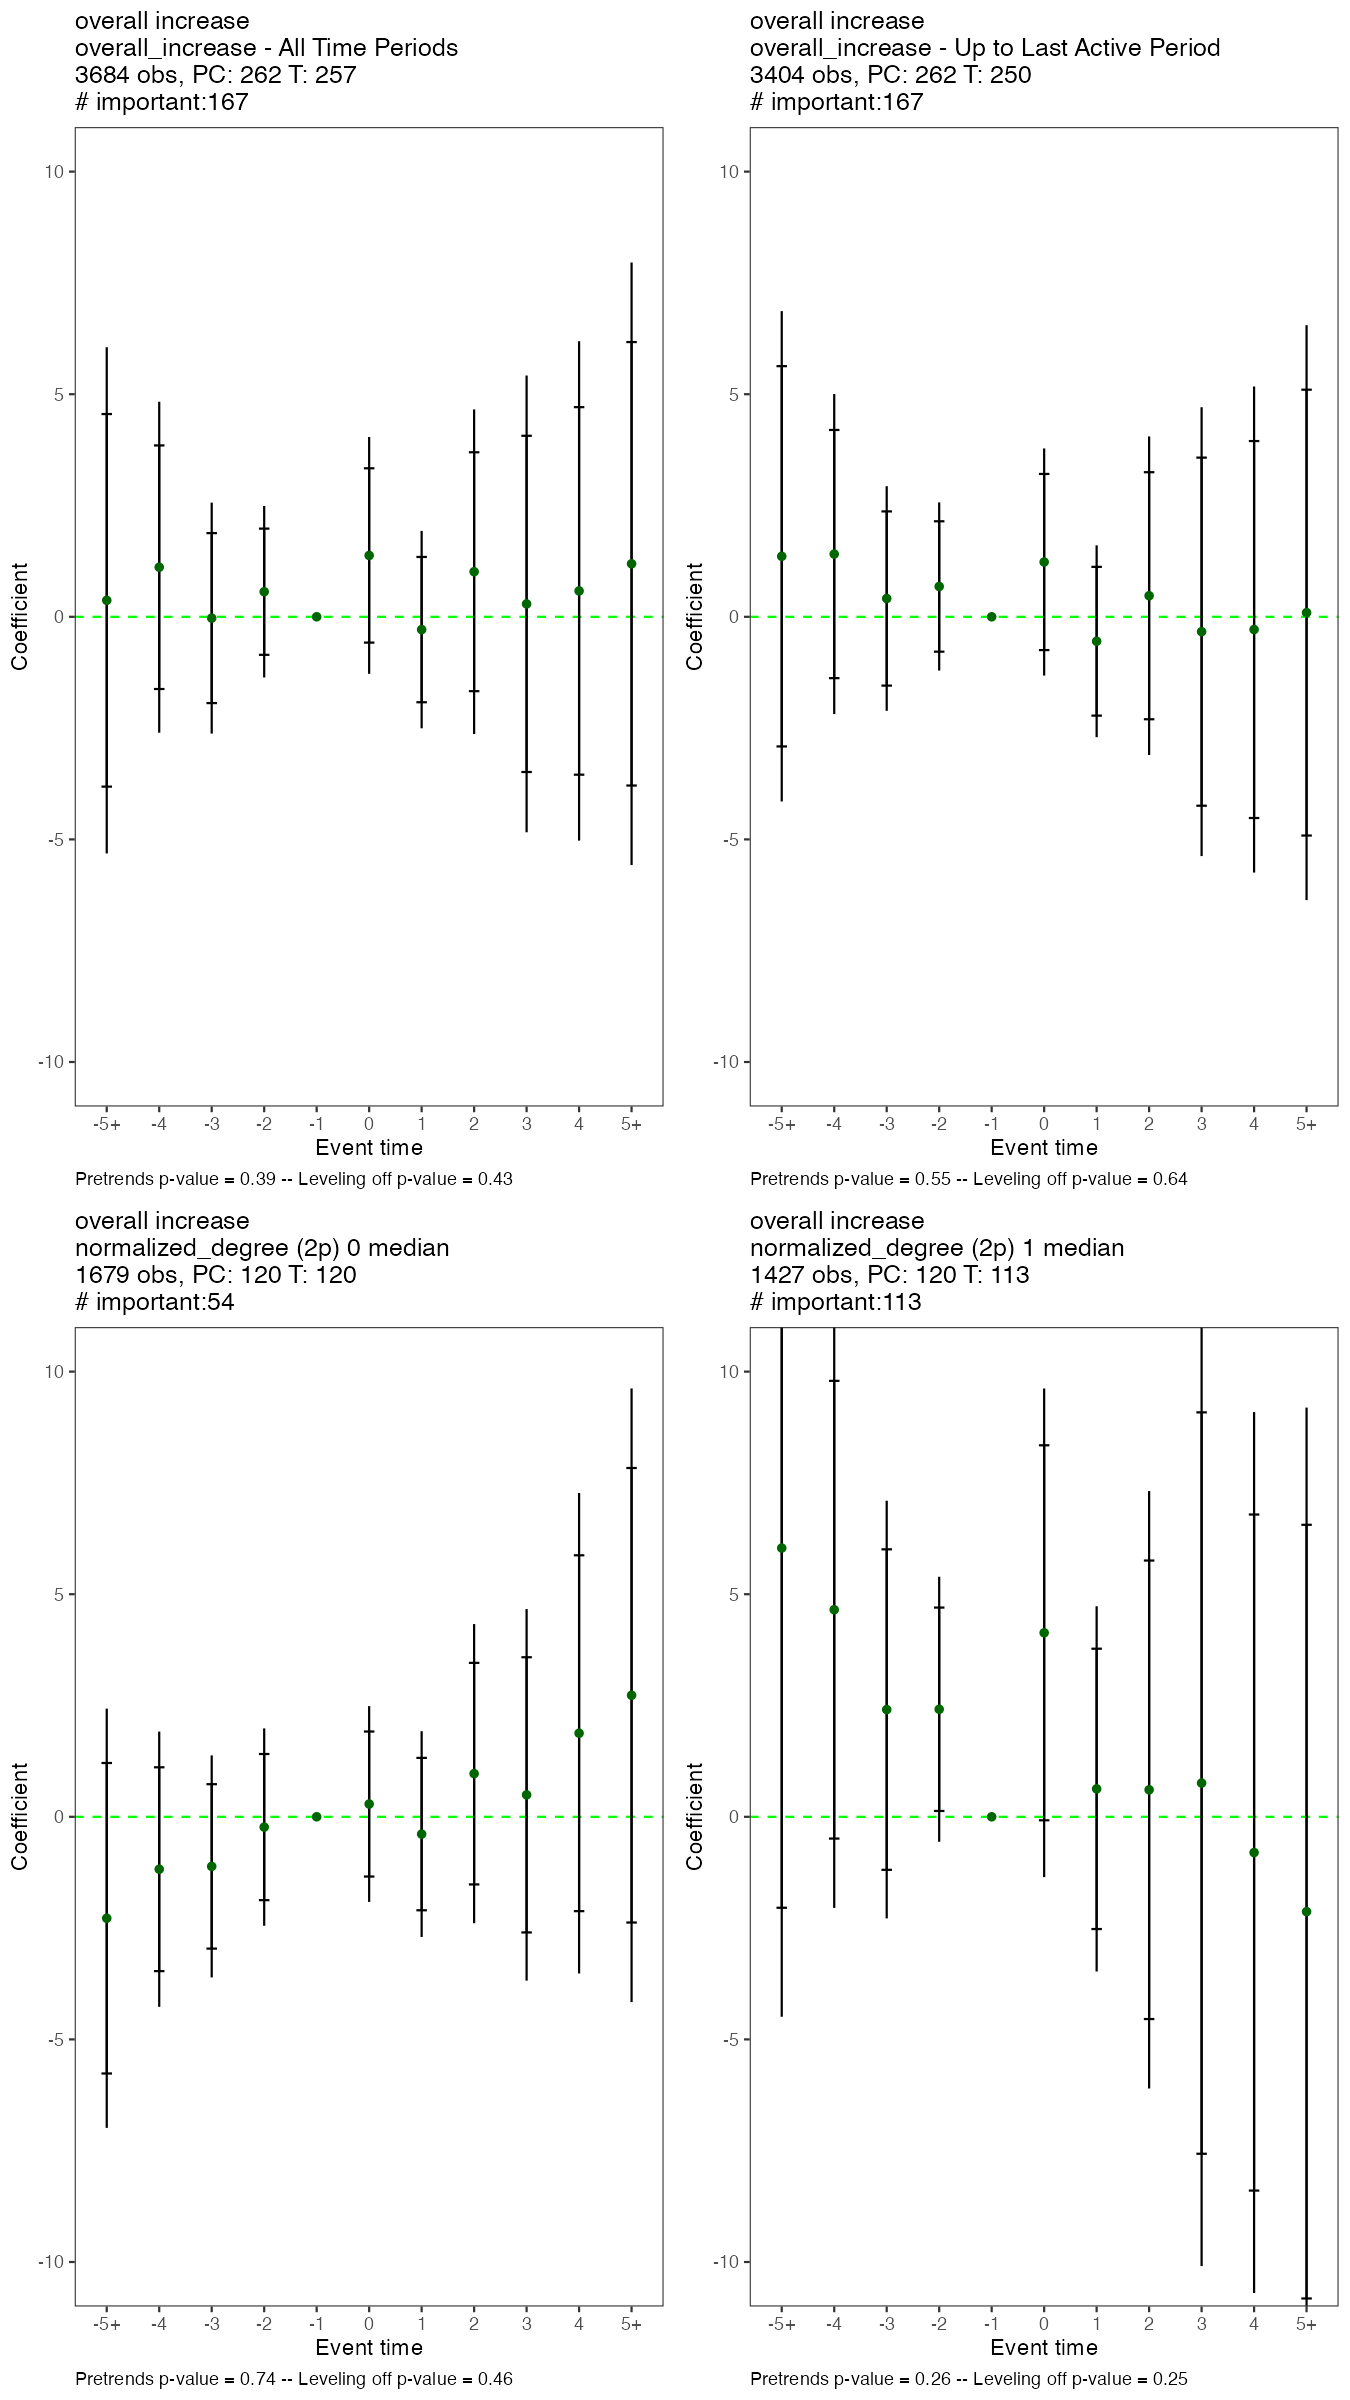 overall increase
overall_increase - All Time Periods
3684 obs, PC: 262 T: 257
# important:167
10
5
0
-5
-10
Coefficient
-5+ -4 -3 -2 -1 0 1 2 3 4 5+
Event time
Pretrends p-value = 0.39 -- Leveling off p-value = 0.43
overall increase
overall_increase - Up to Last Active Period
3404 obs, PC: 262 T: 250
# important:167
10
5
0
-5
-10
Coefficient
-5+ -4 -3 -2 -1 0 1 2 3 4 5+
Event time
Pretrends p-value = 0.55 -- Leveling off p-value = 0.64
overall increase
normalized_degree (2p) 0 median
1679 obs, PC: 120 T: 120
# important:54
10
5
0
-5
-10
Coefficient
-5+ -4 -3 -2 -1 0 1 2 3 4 5+
Event time
Pretrends p-value = 0.74 -- Leveling off p-value = 0.46
overall increase
normalized_degree (2p) 1 median
1427 obs, PC: 120 T: 113
# important:113
10
5
0
-5
-10
Coefficient
-5+ -4 -3 -2 -1 0 1 2 3 4 5+
Event time
Pretrends p-value = 0.26 -- Leveling off p-value = 0.25